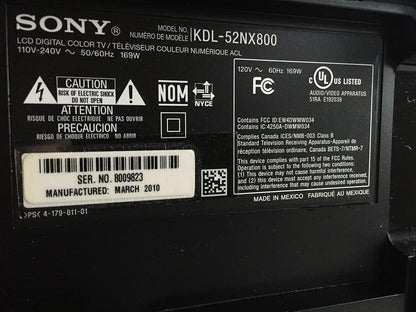 SONY® MODEL NO. KDL-52NX800
NUMÉRO DE MODÈLE
LCD DIGITAL COLOR TV / TÉLÉVISEUR COULEUR NUMÉRIQUE ACL
110V-240V ~ 50/60Hz 169W
CAUTION
RISK OF ELECTRIC SHOCK
DO NOT OPEN
ATTENTION
RISQUE DE CHOC ELECTRIQUE NE PAS OUVRIR
PRECAUCION
RIESGO DE CHOQUE ELECTRICO NO ABRIR
NOM
NYCE
120V ~ 60Hz 169W
C UL US LISTED
AUDIO/VIDEO APPARATUS
51RA E192039
Contains FCC ID:EW4DWMW034
Contains IC:4250A-DWMW034
Complies Canada ICES/NMB-003 Class B
Standard Television Receiving Apparatus-Appareil de
réception télévision ordinaire, Canada BETS-7/NTMR-7
This device complies with part 15 of the FCC Rules.
Operation is subject to the following two conditions:
(1) This device may not cause harmful interference,
and (2) this device must accept any interference
received, including interference that may cause
undesired operation.
MADE IN MEXICO FABRIQUÉ AU MEXIQUE
SER. NO. 8009823
MANUFACTURED: MARCH 2010
>PS< 4-179-811-01